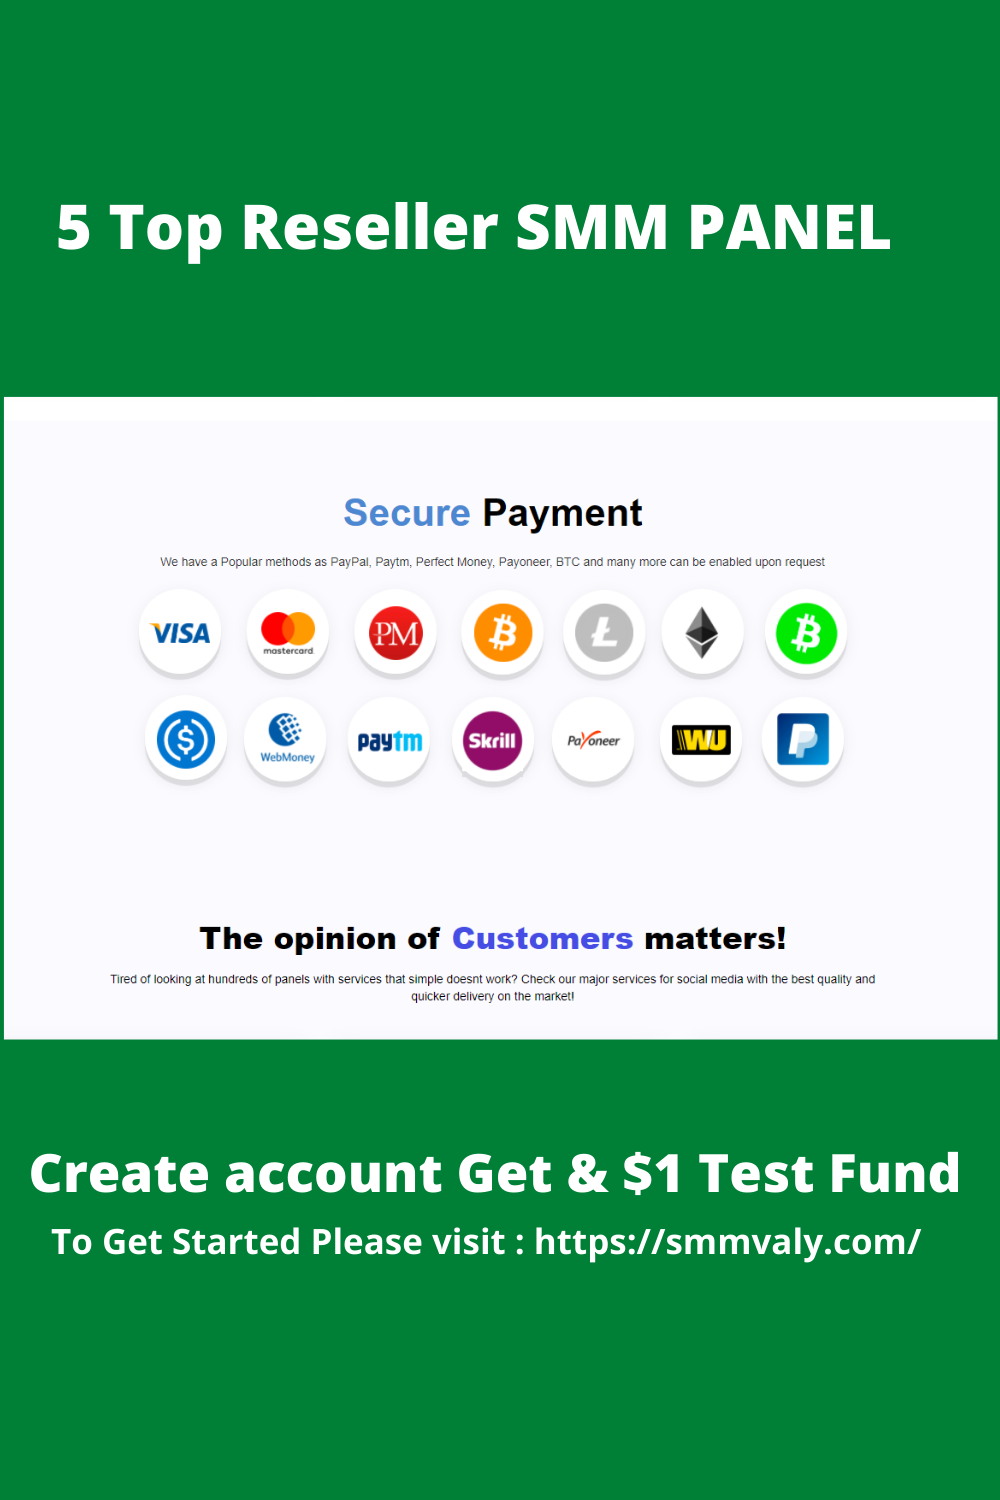 5 Top Reseller SMM PANEL
Secure Payment
We have a Popular methods as PayPal, Paytm, Perfect Money, Payoneer, BTC and many more can be enabled upon request
VISA
mastercard
PM
WebMoney
paytm
Skrill
Payoneer
WU
The opinion of Customers matters!
Tired of looking at hundreds of panels with services that simple doesnt work? Check our major services for social media with the best quality and
quicker delivery on the market!
Create account Get & $1 Test Fund
To Get Started Please visit : https://smmvaly.com/